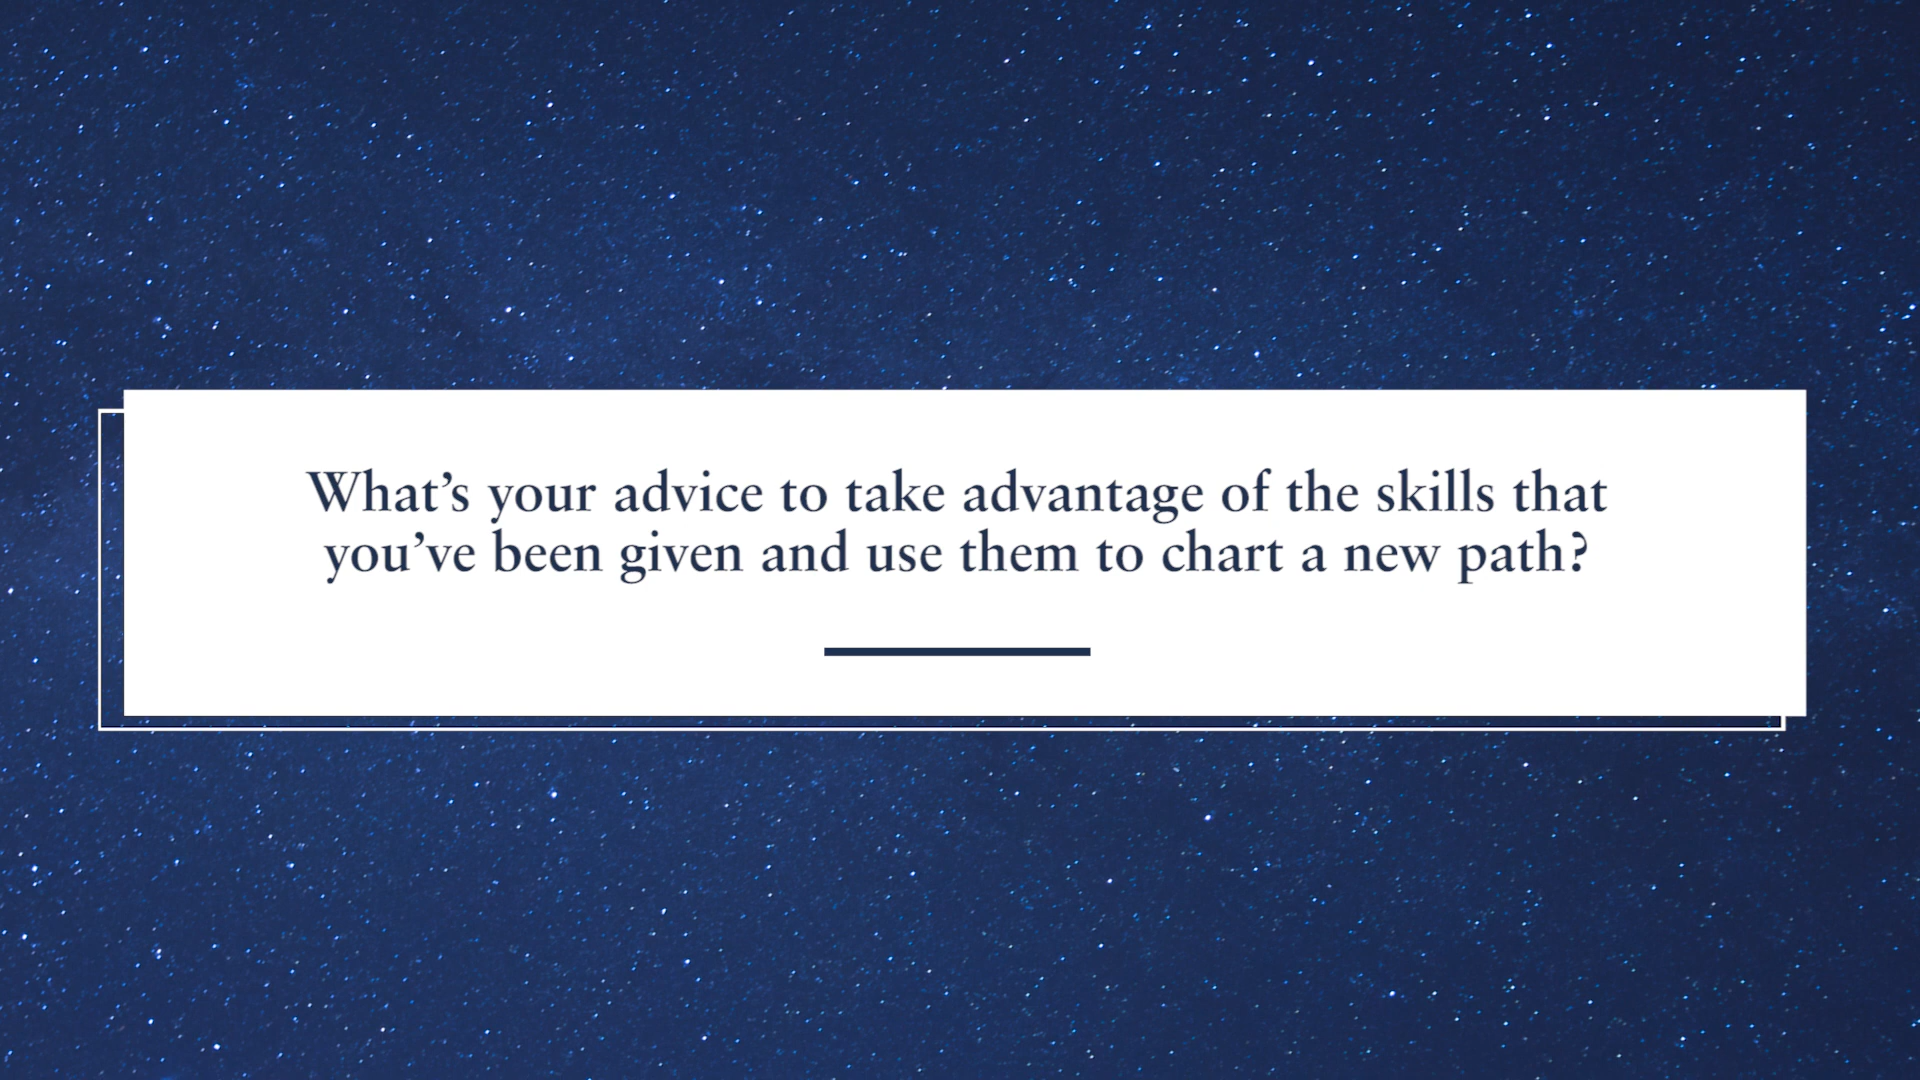 What’s your advice to take advantage of the skills that
you’ve been given and use them to chart a new path?